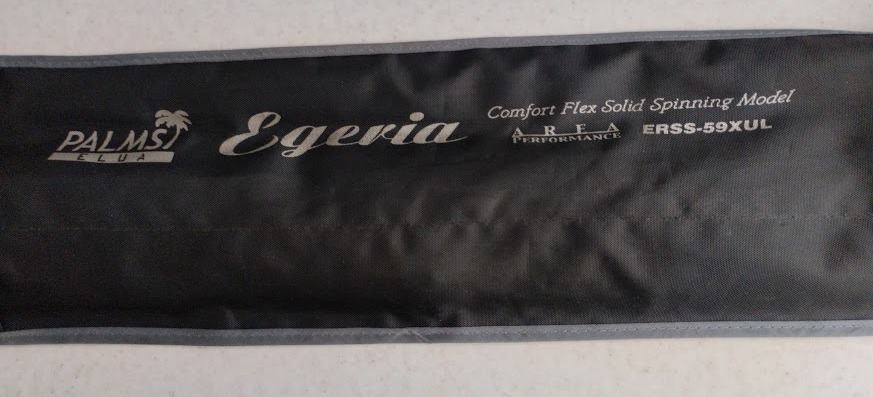 PALMS
ELUA
Egeria
Comfort Flex Solid Spinning Model
AREA
PERFORMANCE
ERSS-59XUL